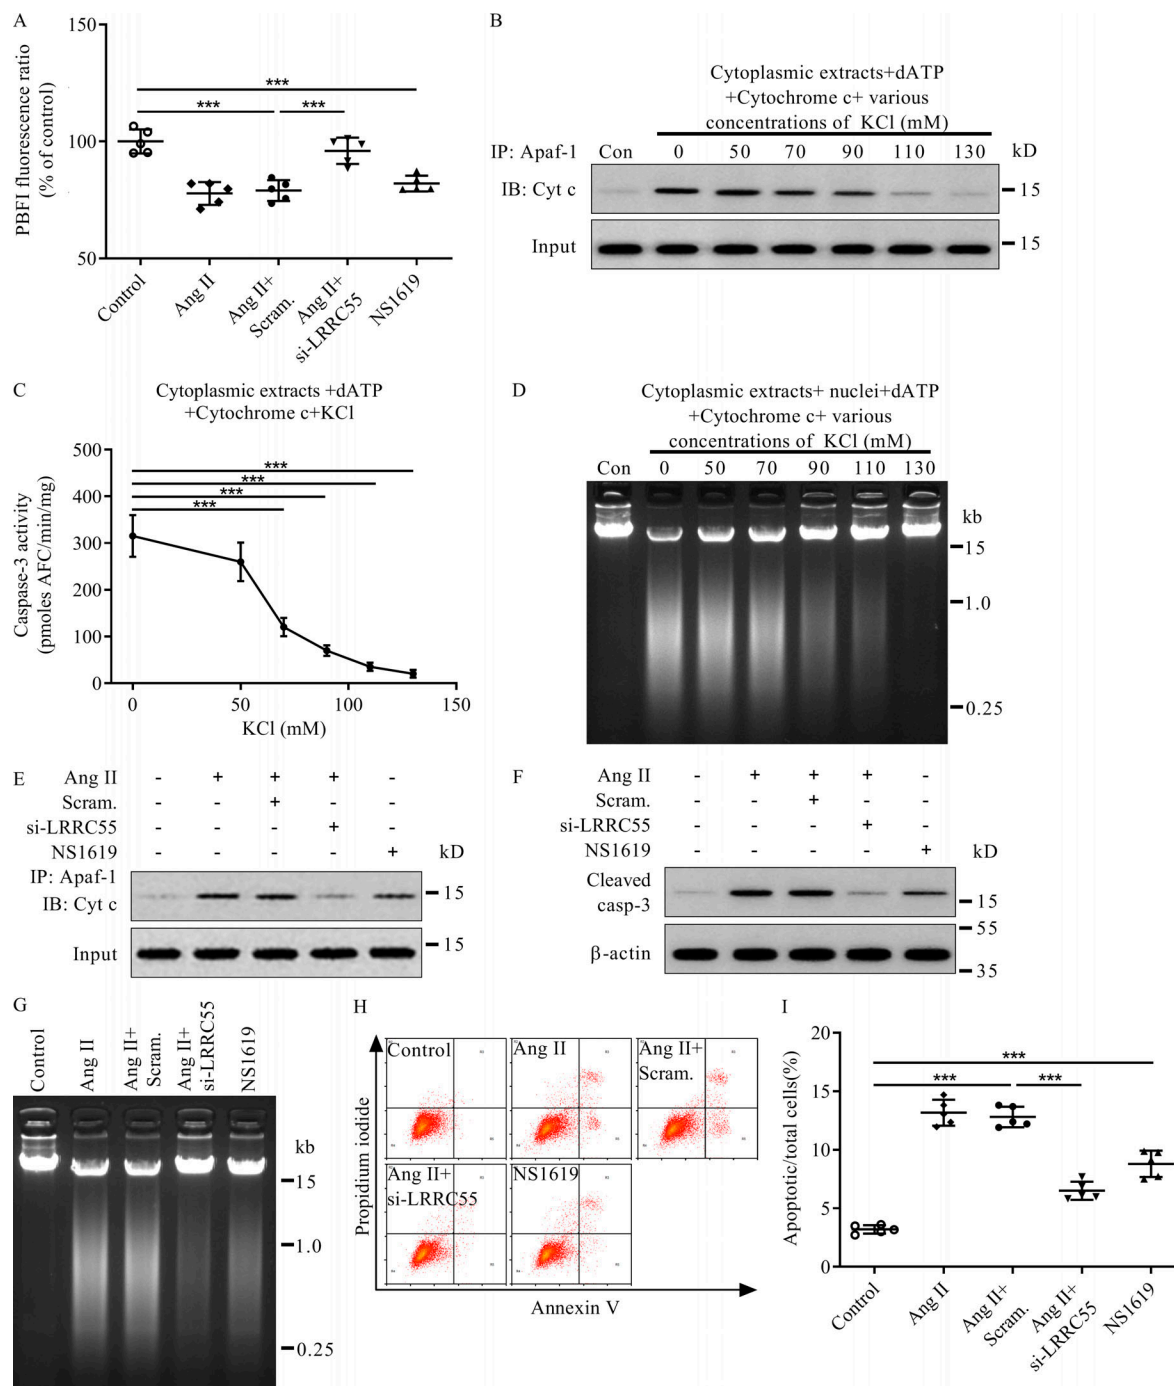 A
150
100
50
PBFI fluorescence ratio
(% of control)
***
***
***
Control
Ang II
Ang II+
Scram.
Ang II+
si-LRRC55
NS1619
B
Cytoplasmic extracts+dATP
+Cytochrome c+ various
concentrations of KCl (mM)
IP: Apaf-1 Con 0 50 70 90 110 130 kD
IB: Cyt c 15
Input 15
C
Cytoplasmic extracts +dATP
+Cytochrome c+KCl
500
400
300
200
100
0
Caspase-3 activity
(pmoles AFC/min/mg)
***
***
***
***
0 50 100 150
KCl (mM)
D
Cytoplasmic extracts+ nuclei+dATP
+Cytochrome c+ various
concentrations of KCl (mM)
Con 0 50 70 90 110 130
kb
15
1.0
0.25
E
Ang II - + + + -
Scram. - - + - -
si-LRRC55 - - - + -
NS1619 - - - - + kD
IP: Apaf-1
IB: Cyt c 15
Input 15
F
Ang II - + + + -
Scram. - - + - -
si-LRRC55 - - - + -
NS1619 - - - - + kD
Cleaved
casp-3 15
55
β-actin
35
G
Control
Ang II
Ang II+
Scram.
Ang II+
si-LRRC55
NS1619
kb
15
1.0
0.25
H
Control
Ang II
Ang II+
Scram.
Ang II+
si-LRRC55
NS1619
Propidium iodide
Annexin V
I
20
15
10
5
0
Apoptotic/total cells(%)
***
***
***
Control
Ang II
Ang II+
Scram.
Ang II+
si-LRRC55
NS1619